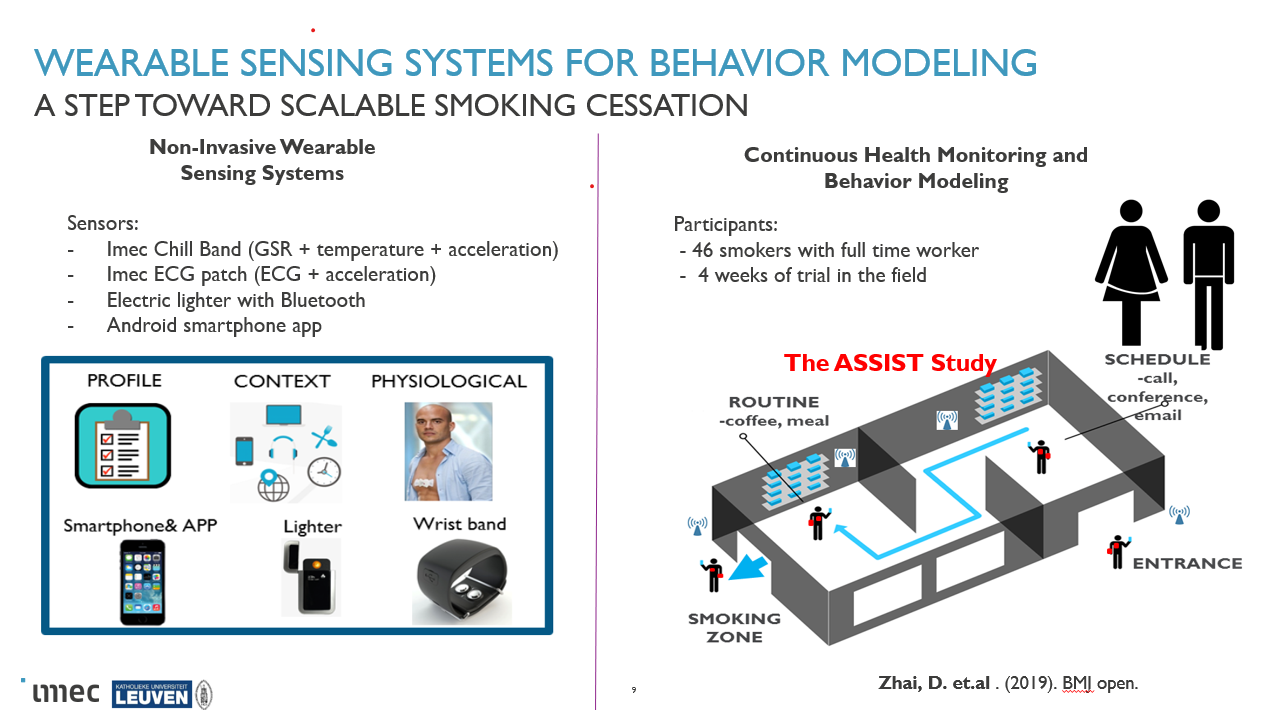 WEARABLE SENSING SYSTEMS FOR BEHAVIOR MODELING
A STEP TOWARD SCALABLE SMOKING CESSATION
Non-Invasive Wearable
Sensing Systems
Sensors:
- Imec Chill Band (GSR + temperature + acceleration)
- Imec ECG patch (ECG + acceleration)
- Electric lighter with Bluetooth
- Android smartphone app
PROFILE
CONTEXT
PHYSIOLOGICAL
Smartphone& APP
Lighter
Wrist band
Continuous Health Monitoring and
Behavior Modeling
Participants:
- 46 smokers with full time worker
- 4 weeks of trial in the field
The ASSIST Study
SCHEDULE
-call,
conference,
email
ROUTINE
-coffee, meal
ENTRANCE
SMOKING
ZONE
imec
KATHOLIEKE UNIVERSITEIT
LEUVEN
9
Zhai, D. et.al . (2019). BMJ open.